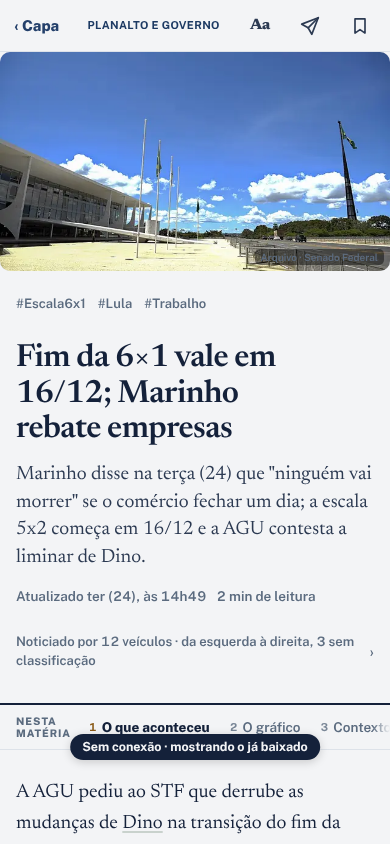 ‹ Capa
PLANALTO E GOVERNO
Aa
Arquivo · Senado Federal
#Escala6x1 #Lula #Trabalho
Fim da 6×1 vale em
16/12; Marinho
rebate empresas
Marinho disse na terça (24) que "ninguém vai
morrer" se o comércio fechar um dia; a escala
5x2 começa em 16/12 e a AGU contesta a
liminar de Dino.
Atualizado ter (24), às 14h49 2 min de leitura
Noticiado por 12 veículos · da esquerda à direita, 3 sem
classificação
›
NESTA
MATÉRIA
1 O que aconteceu 2 O gráfico 3 Contexto
Sem conexão · mostrando o já baixado
A AGU pediu ao STF que derrube as
mudanças de Dino na transição do fim da